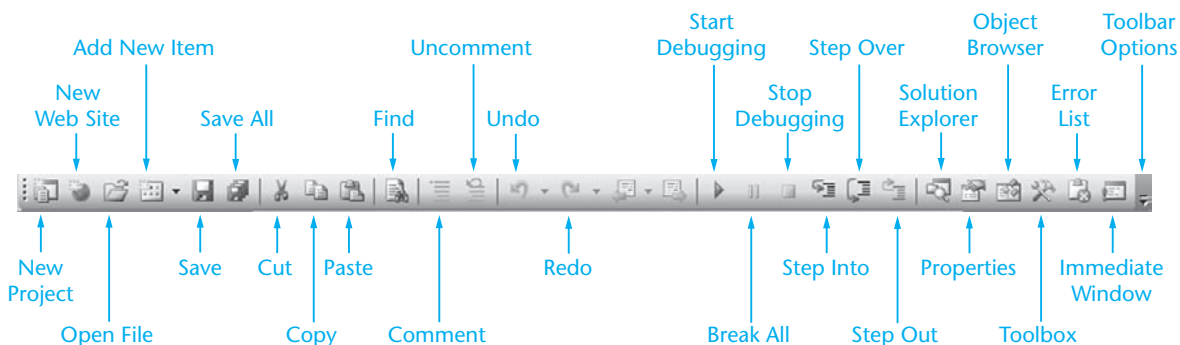 Start
Debugging
Object
Browser
Toolbar
Options
Add New Item
Uncomment
Step Over
New
Web Site
Save All
Find
Undo
Stop
Debugging
Solution
Explorer
Error
List
New
Project
Save
Cut
Paste
Redo
Step Into
Properties
Immediate
Window
Open File
Copy
Comment
Break All
Step Out
Toolbox